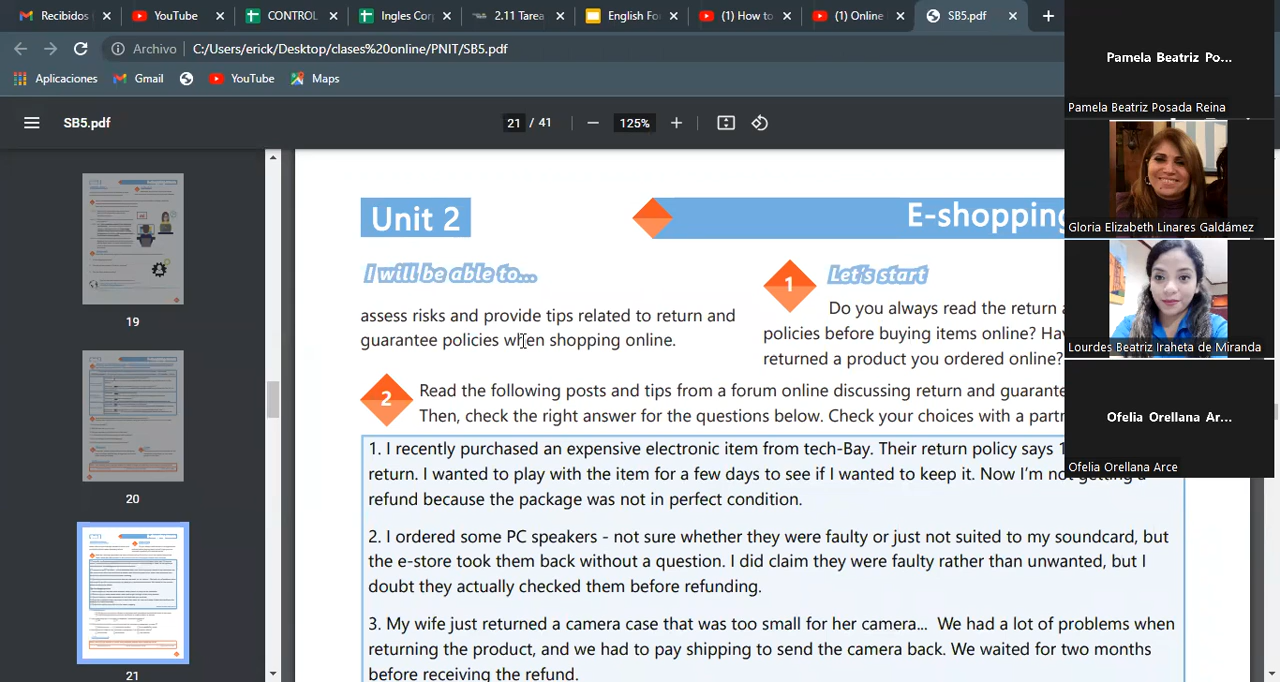 Recibidos
YouTube
CONTROL
Ingles Cor
2.11 Tarea
English Fo
(1) How to
(1) Online
SB5.pdf
Archivo
C:/Users/erick/Desktop/clases%20online/PNIT/SB5.pdf
Aplicaciones
Gmail
YouTube
Maps
SB5.pdf
21 / 41
125%
19
20
21
Unit 2
E-shopping
I will be able to...
assess risks and provide tips related to return and
guarantee policies when shopping online.
1
Let's start
Do you always read the return a
policies before buying items online? Hav
returned a product you ordered online?
2
Read the following posts and tips from a forum online discussing return and guarante
Then, check the right answer for the questions below. Check your choices with a partn
1. I recently purchased an expensive electronic item from tech-Bay. Their return policy says 1
return. I wanted to play with the item for a few days to see if I wanted to keep it. Now I'm not getting a
refund because the package was not in perfect condition.
2. I ordered some PC speakers - not sure whether they were faulty or just not suited to my soundcard, but
the e-store took them back without a question. I did claim they were faulty rather than unwanted, but I
doubt they actually checked them before refunding.
3. My wife just returned a camera case that was too small for her camera... We had a lot of problems when
returning the product, and we had to pay shipping to send the camera back. We waited for two months
before receiving the refund.
Pamela Beatriz Po...
Pamela Beatriz Posada Reina
Gloria Elizabeth Linares Galdámez
Lourdes Beatriz Iraheta de Miranda
Ofelia Orellana Ar...
Ofelia Orellana Arce